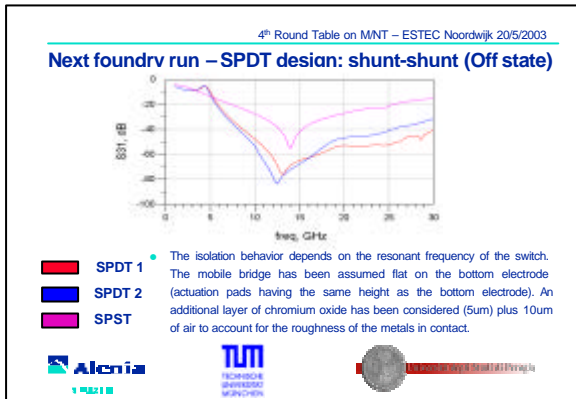 4th Round Table on M/NT – ESTEC Noordwijk 20/5/2003
Next foundry run – SPDT design: shunt-shunt (Off state)
0
-20
-40
-60
-80
-100
S31, dB
0 5 10 15 20 25 30
freq, GHz
SPDT 1
SPDT 2
SPST
• The isolation behavior depends on the resonant frequency of the switch.
The mobile bridge has been assumed flat on the bottom electrode
(actuation pads having the same height as the bottom electrode). An
additional layer of chromium oxide has been considered (5um) plus 10um
of air to account for the roughness of the metals in contact.
Alenia
TUM
TECHNISCHE
UNIVERSITÄT
MÜNCHEN